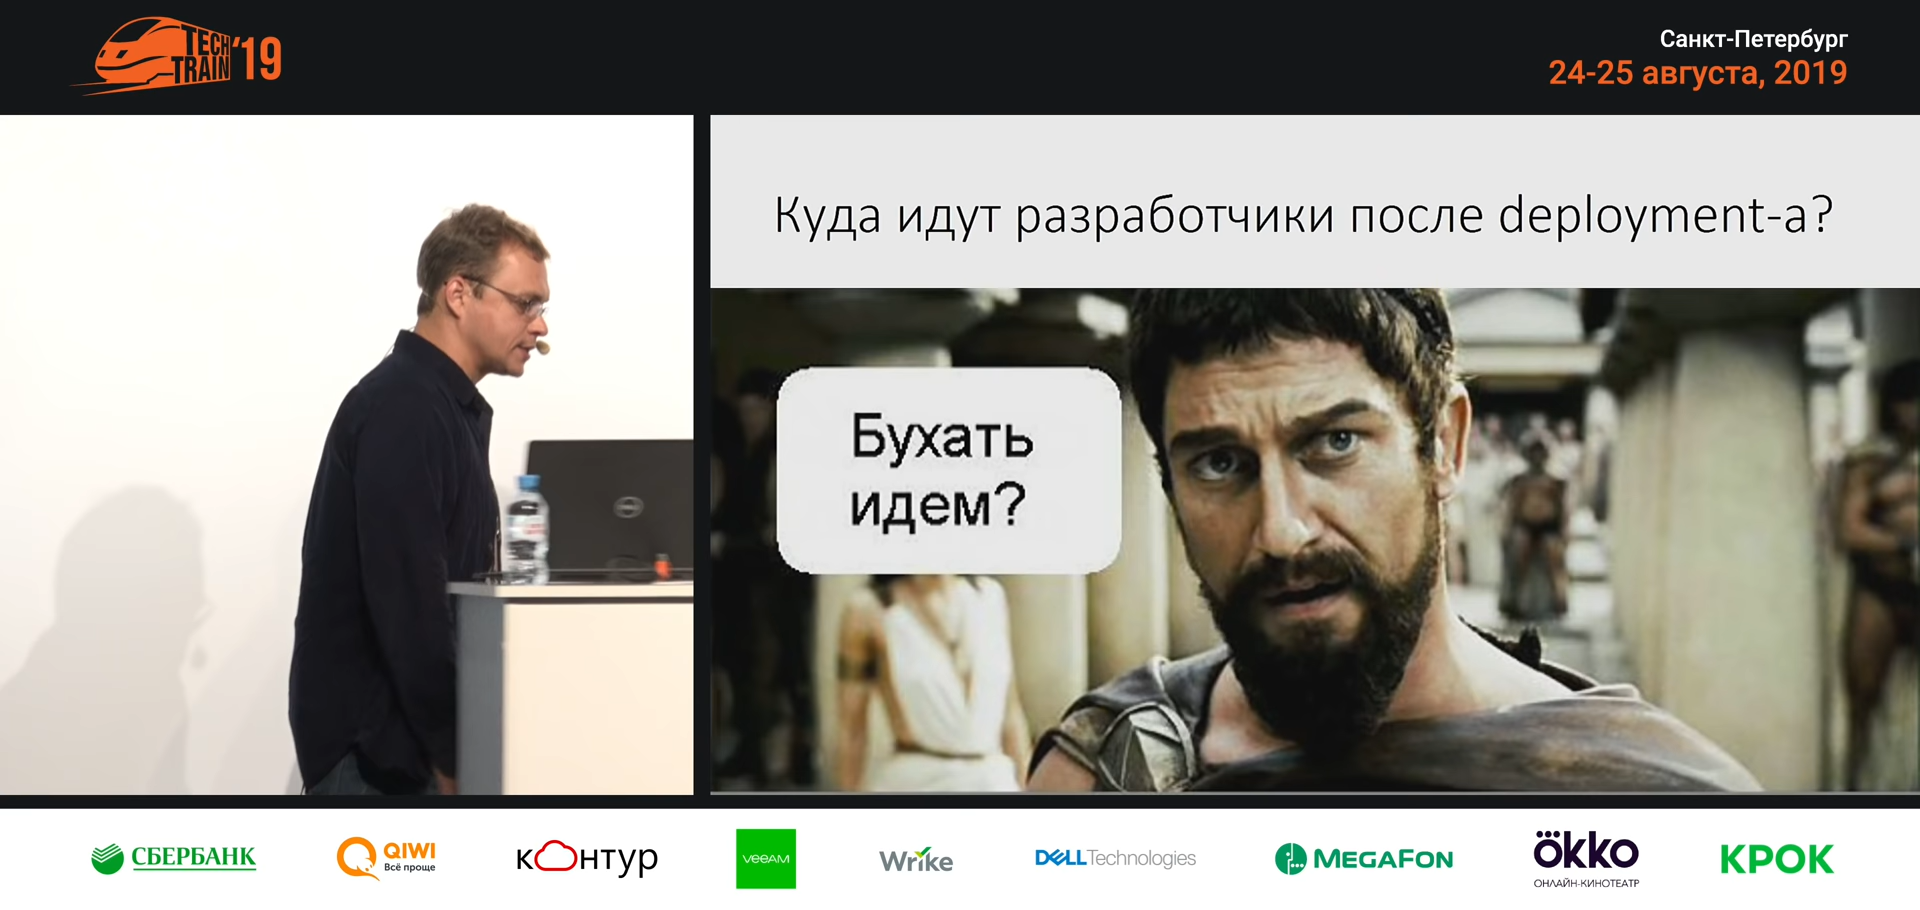 TECH
TRAIN
'19
Санкт-Петербург
24-25 августа, 2019
Куда идут разработчики после deployment-а?
Бухать
идем?
СБЕРБАНК
QIWI
Всё проще
контур
veeAM
Wrike
DELL Technologies
MEGAFON
ökko
ОНЛАЙН-КИНОТЕАТР
КРОК